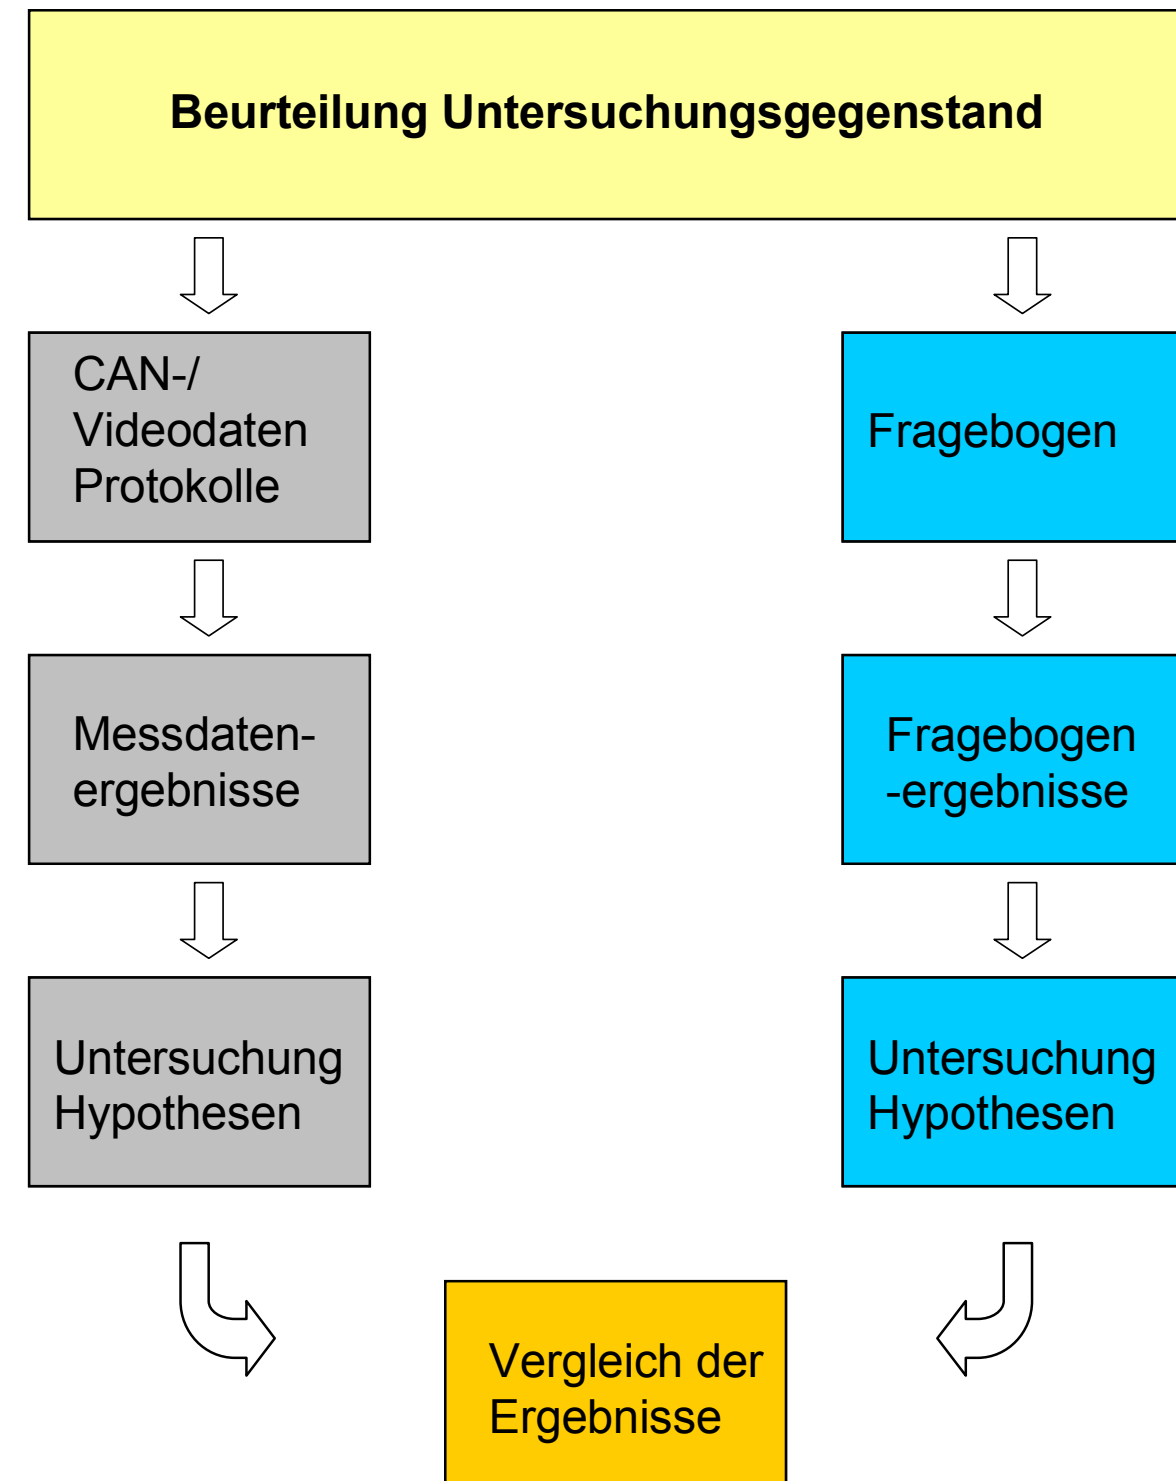 Beurteilung Untersuchungsgegenstand
CAN-/
Videodaten
Protokolle
Fragebogen
Messdaten-
ergebnisse
Fragebogen
-ergebnisse
Untersuchung
Hypothesen
Untersuchung
Hypothesen
Vergleich der
Ergebnisse